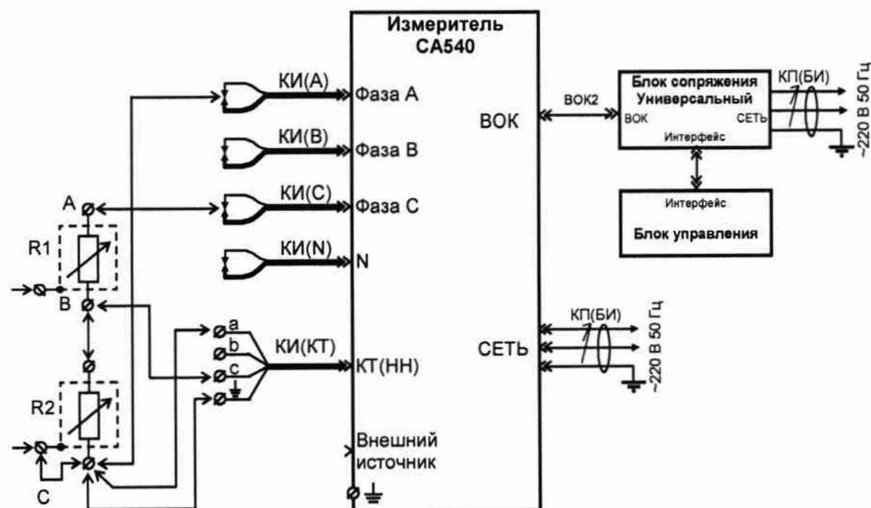 Измеритель
СА540
КИ(А)
Фаза А
КИ(В)
Фаза В
КИ(С)
Фаза С
КИ(N)
N
a
b
c
КИ(КТ)
КТ(НН)
Внешний
источник
ВОК
СЕТЬ
ВОК2
Блок сопряжения
Универсальный
ВОК
СЕТЬ
Интерфейс
КП(БИ)
~220 В 50 Гц
Интерфейс
Блок управления
КП(БИ)
~220 В 50 Гц
A
R1
B
R2
C